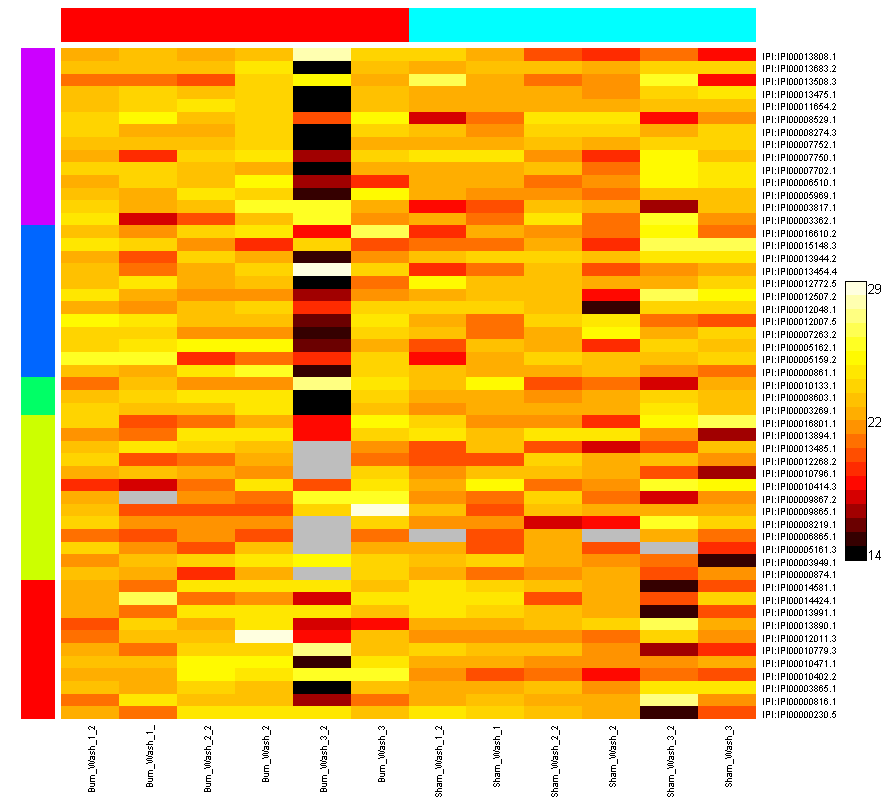 IPI:IPI00013808.1
IPI:IPI00013683.2
IPI:IPI00013508.3
IPI:IPI00013475.1
IPI:IPI00011654.2
IPI:IPI00008529.1
IPI:IPI00008274.3
IPI:IPI00007752.1
IPI:IPI00007750.1
IPI:IPI00007702.1
IPI:IPI00006510.1
IPI:IPI00005969.1
IPI:IPI00003817.1
IPI:IPI00003362.1
IPI:IPI00016610.2
IPI:IPI00015148.3
IPI:IPI00013944.2
IPI:IPI00013454.4
IPI:IPI00012772.5
IPI:IPI00012507.2
IPI:IPI00012048.1
IPI:IPI00012007.5
IPI:IPI00007263.2
IPI:IPI00005162.1
IPI:IPI00005159.2
IPI:IPI00000861.1
IPI:IPI00010133.1
IPI:IPI00008603.1
IPI:IPI00003269.1
IPI:IPI00016801.1
IPI:IPI00013894.1
IPI:IPI00013485.1
IPI:IPI00012268.2
IPI:IPI00010796.1
IPI:IPI00010414.3
IPI:IPI00009867.2
IPI:IPI00009865.1
IPI:IPI00008219.1
IPI:IPI00006865.1
IPI:IPI00005161.3
IPI:IPI00003949.1
IPI:IPI00000874.1
IPI:IPI00014581.1
IPI:IPI00014424.1
IPI:IPI00013991.1
IPI:IPI00013890.1
IPI:IPI00012011.3
IPI:IPI00010779.3
IPI:IPI00010471.1
IPI:IPI00010402.2
IPI:IPI00003865.1
IPI:IPI00000816.1
IPI:IPI00000230.5
29
22
14
Burn_Wash_1_2
Burn_Wash_1_
Burn_Wash_2_2
Burn_Wash_2
Burn_Wash_3_2
Burn_Wash_3
Sham_Wash_1_2
Sham_Wash_1
Sham_Wash_2_2
Sham_Wash_2
Sham_Wash_3_2
Sham_Wash_3